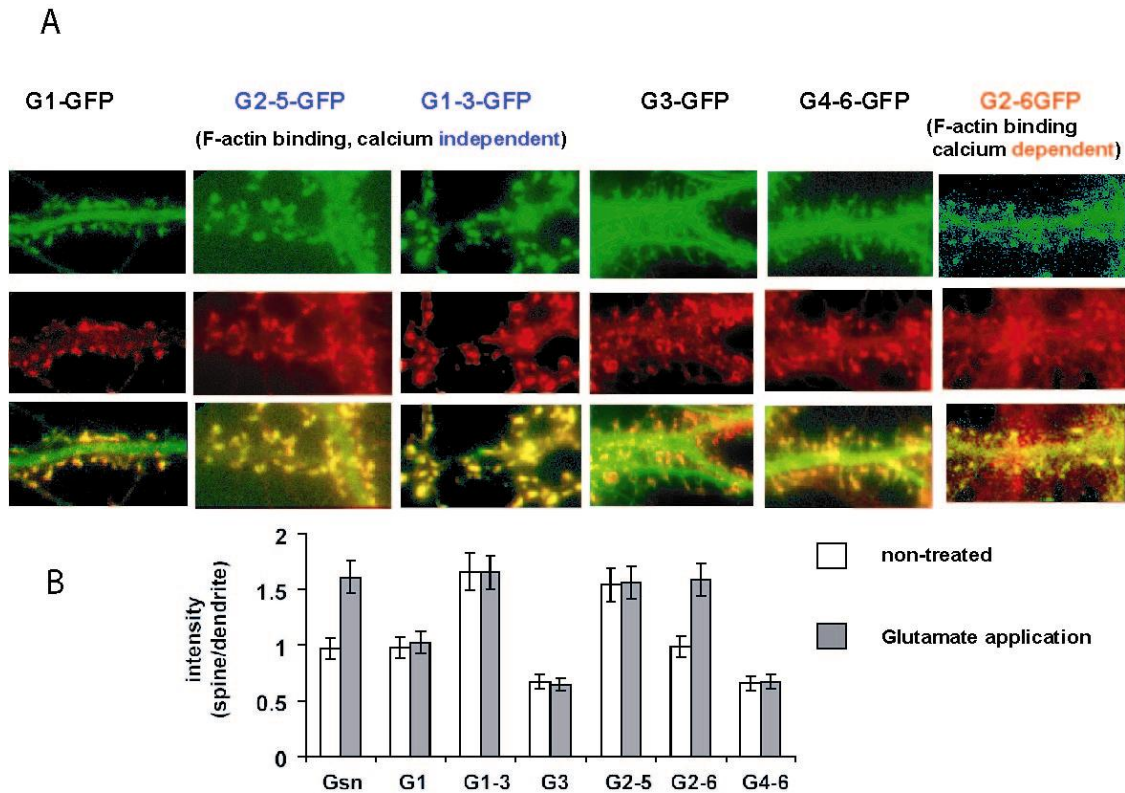 A
G1-GFP
G2-5-GFP
G1-3-GFP
G3-GFP
G4-6-GFP
G2-6GFP
(F-actin binding, calcium independent)
(F-actin binding
calcium dependent)
B
intensity
(spine/dendrite)
2
1.5
1
0.5
0
Gsn
G1
G1-3
G3
G2-5
G2-6
G4-6
non-treated
Glutamate application